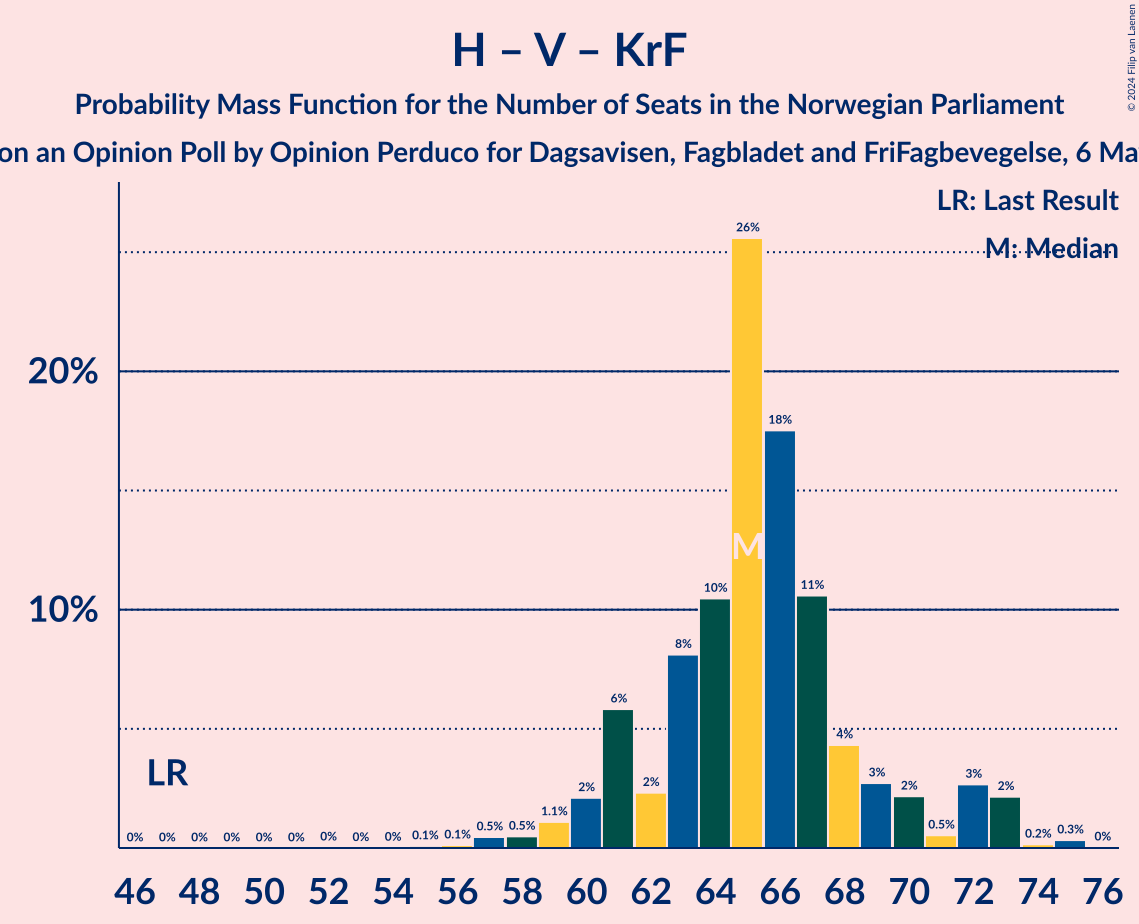 © 2024 Filip van Laenen
H – V – KrF
Probability Mass Function for the Number of Seats in the Norwegian Parliament
on an Opinion Poll by Opinion Perduco for Dagsavisen, Fagbladet and FriFagbevegelse, 6 Ma
LR: Last Result
M: Median
26%
20%
18%
M
10% 11%
10%
8%
6%
4%
LR
3% 3%
2% 2% 2% 2%
1.1%
0% 0% 0% 0% 0% 0% 0% 0% 0% 0.1% 0.1% 0.5% 0.5% 0.5% 0.2% 0.3% 0%
46 48 50 52 54 56 58 60 62 64 66 68 70 72 74 76